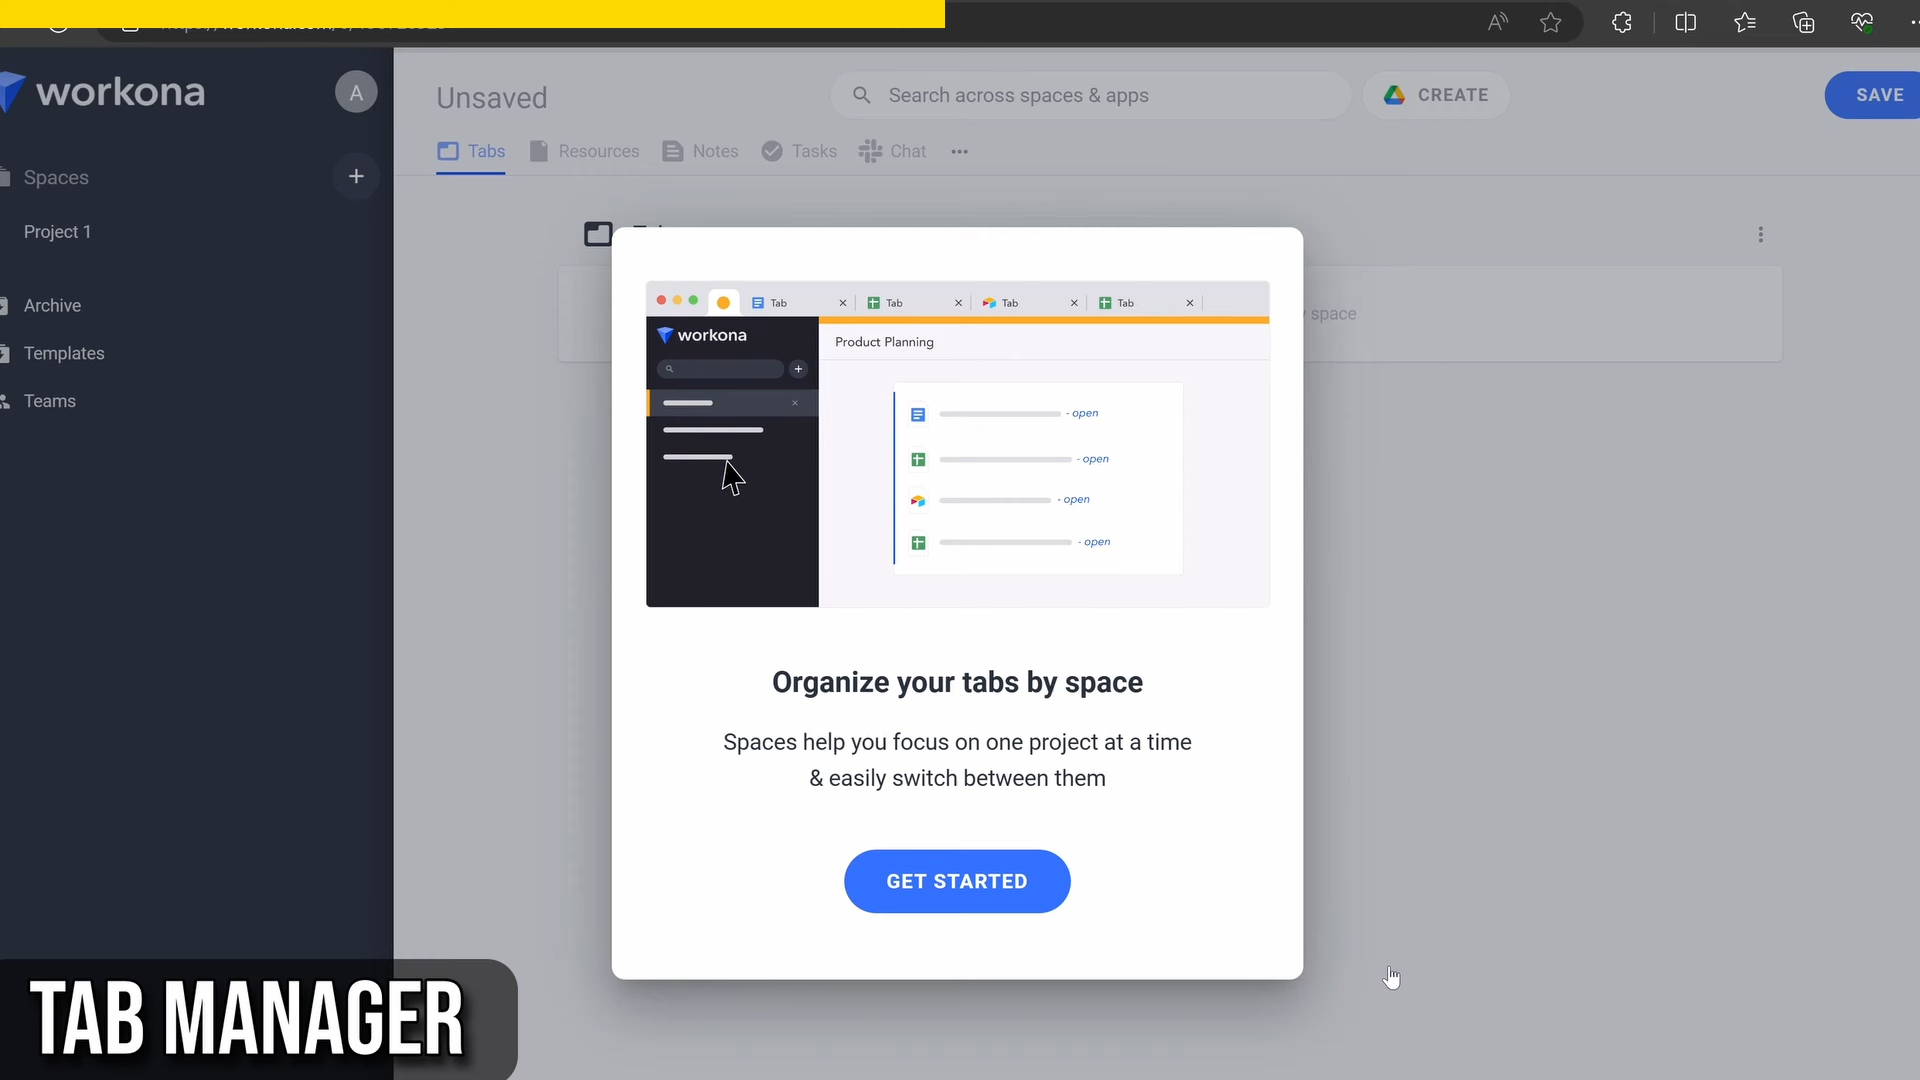 workona
A
Unsaved
Search across spaces & apps
CREATE
SAVE
Tabs
Resources
Notes
Tasks
Chat
Spaces
Project 1
Archive
Templates
Teams
space
Tab
Tab
Tab
Tab
workona
Product Planning
- open
- open
- open
- open
Organize your tabs by space
Spaces help you focus on one project at a time
& easily switch between them
GET STARTED
TAB MANAGER